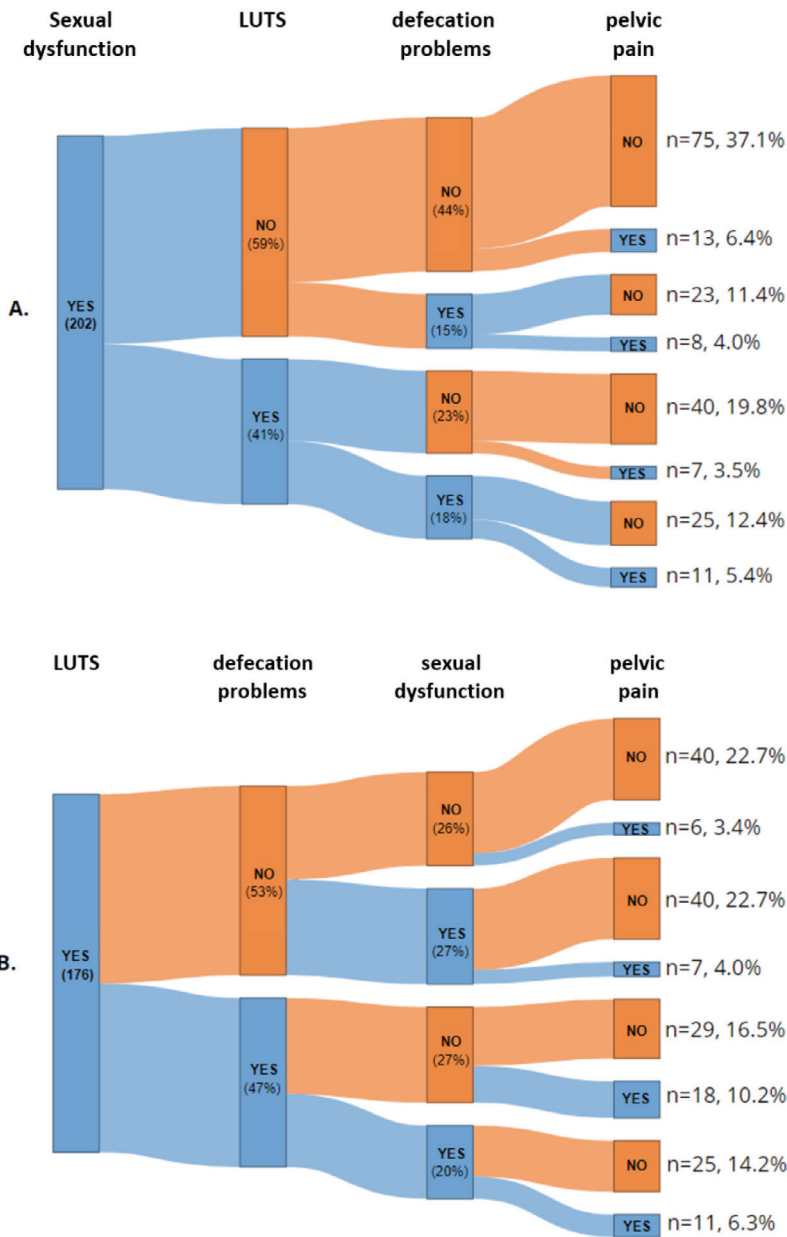 Sexual dysfunction LUTS defecation problems pelvic pain
A.
YES (202)
NO (59%)
YES (41%)
NO (44%)
YES (15%)
NO (23%)
YES (18%)
NO n=75, 37.1%
YES n=13, 6.4%
NO n=23, 11.4%
YES n=8, 4.0%
NO n=40, 19.8%
YES n=7, 3.5%
NO n=25, 12.4%
YES n=11, 5.4%
LUTS defecation problems sexual dysfunction pelvic pain
B.
YES (176)
NO (53%)
YES (47%)
NO (26%)
YES (27%)
NO (27%)
YES (20%)
NO n=40, 22.7%
YES n=6, 3.4%
NO n=40, 22.7%
YES n=7, 4.0%
NO n=29, 16.5%
YES n=18, 10.2%
NO n=25, 14.2%
YES n=11, 6.3%